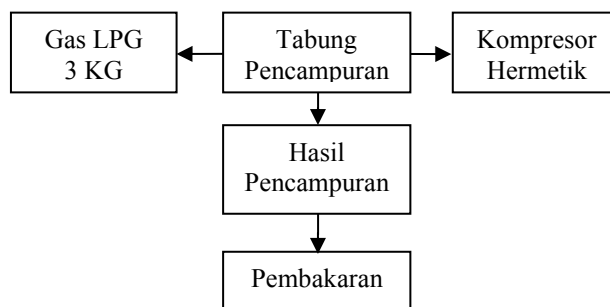 Gas LPG
3 KG
Tabung
Pencampuran
Kompresor
Hermetik
Hasil
Pencampuran
Pembakaran